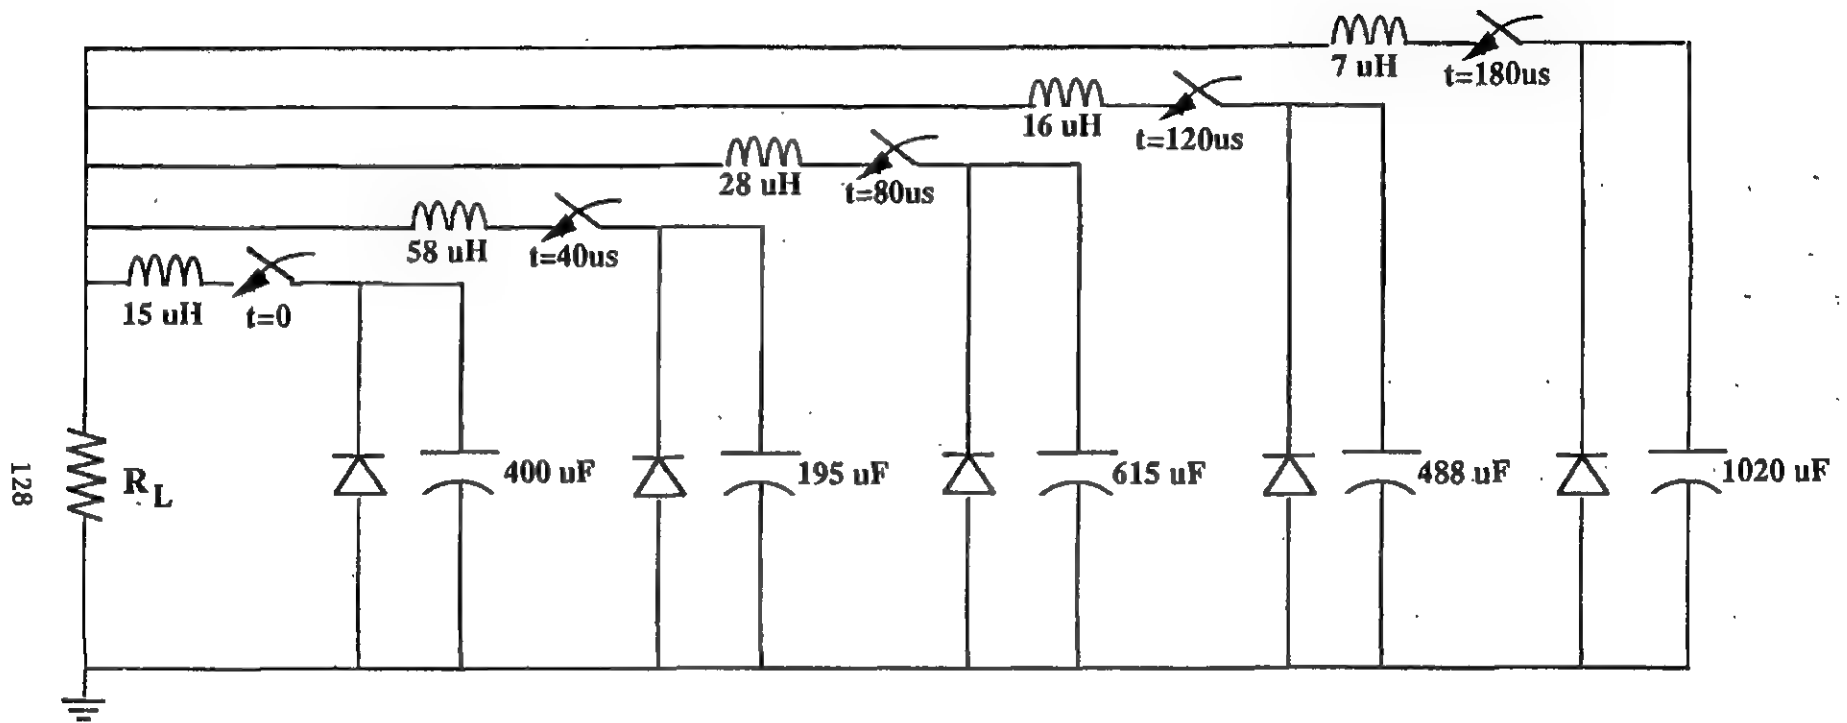 7 uH
t=180us
16 uH
t=120us
28 uH
t=80us
58 uH
t=40us
15 uH
t=0
128
RL
400 uF
195 uF
615 uF
488 uF
1020 uF